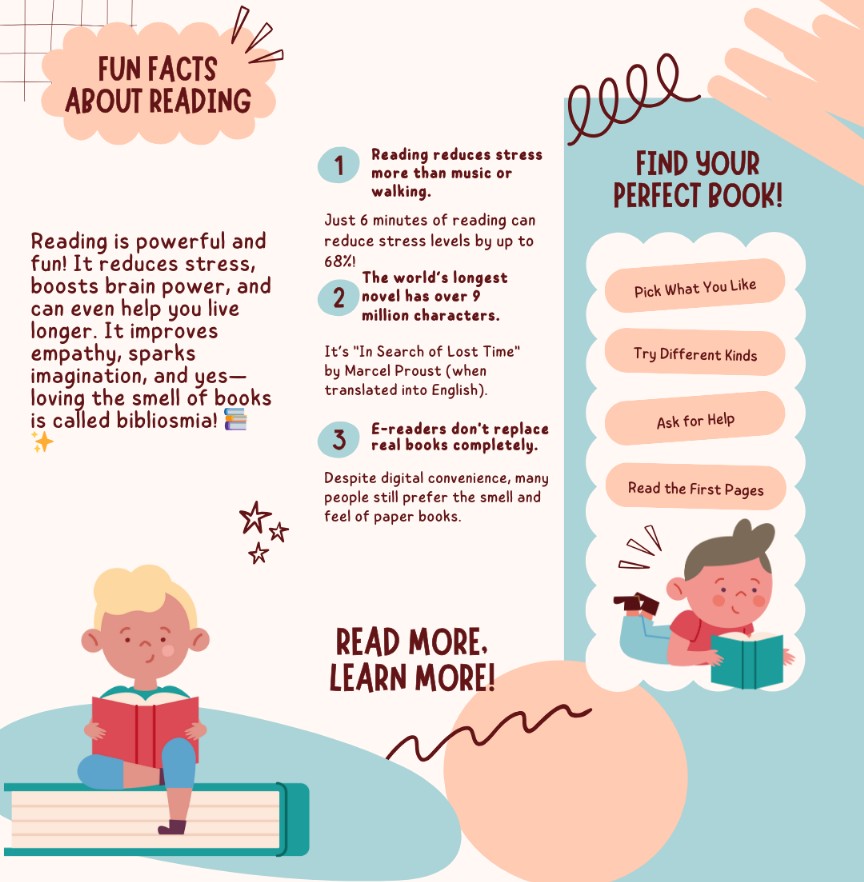 FUN FACTS
ABOUT READING
Reading is powerful and
fun! It reduces stress,
boosts brain power, and
can even help you live
longer. It improves
empathy, sparks
imagination, and yes—
loving the smell of books
is called bibliosmia! 📚
✨
1
Reading reduces stress
more than music or
walking.
Just 6 minutes of reading can
reduce stress levels by up to
68%!
2
The world's longest
novel has over 9
million characters.
It's "In Search of Lost Time"
by Marcel Proust (when
translated into English).
3
E-readers don't replace
real books completely.
Despite digital convenience, many
people still prefer the smell and
feel of paper books.
READ MORE,
LEARN MORE!
FIND YOUR
PERFECT BOOK!
Pick What You Like
Try Different Kinds
Ask for Help
Read the First Pages